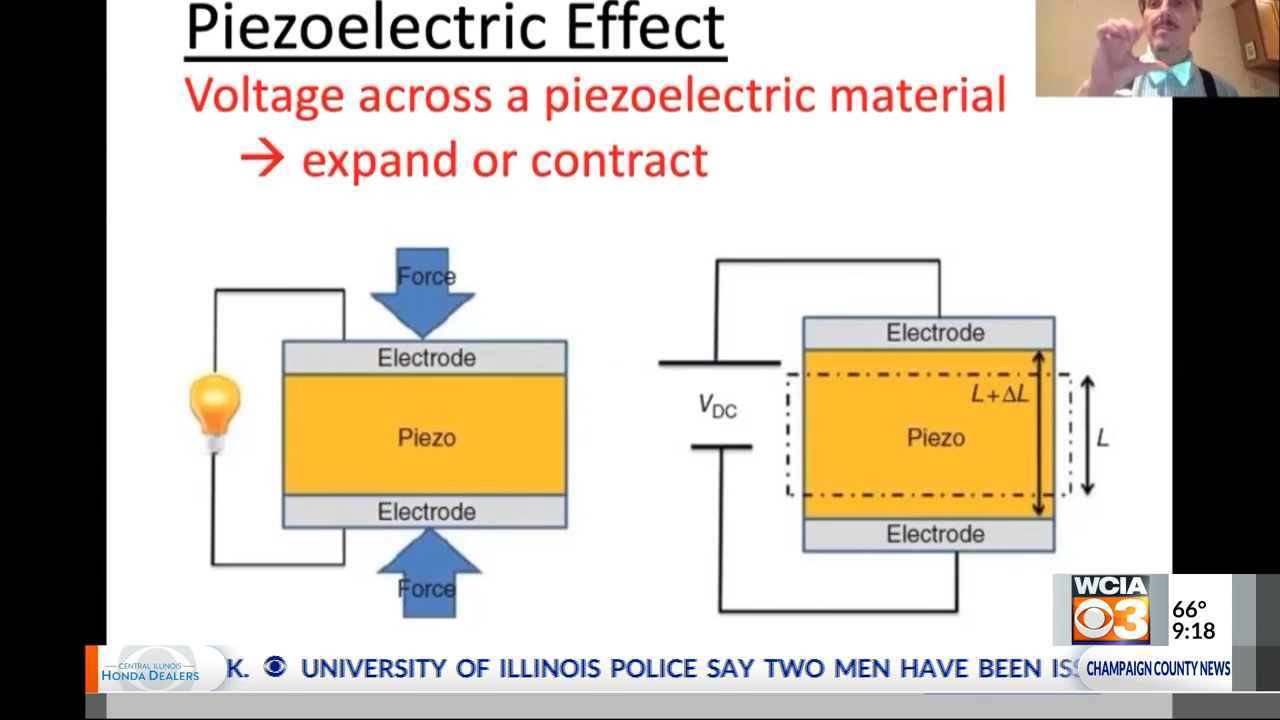 Piezoelectric Effect
Voltage across a piezoelectric material
→ expand or contract
Force
Electrode
Piezo
Electrode
Force
VDC
Electrode
L+ΔL
Piezo
L
Electrode
WCIA
3
66°
9:18
CENTRAL ILLINOIS
HONDA DEALERS
K. UNIVERSITY OF ILLINOIS POLICE SAY TWO MEN HAVE BEEN ISS
CHAMPAIGN COUNTY NEWS